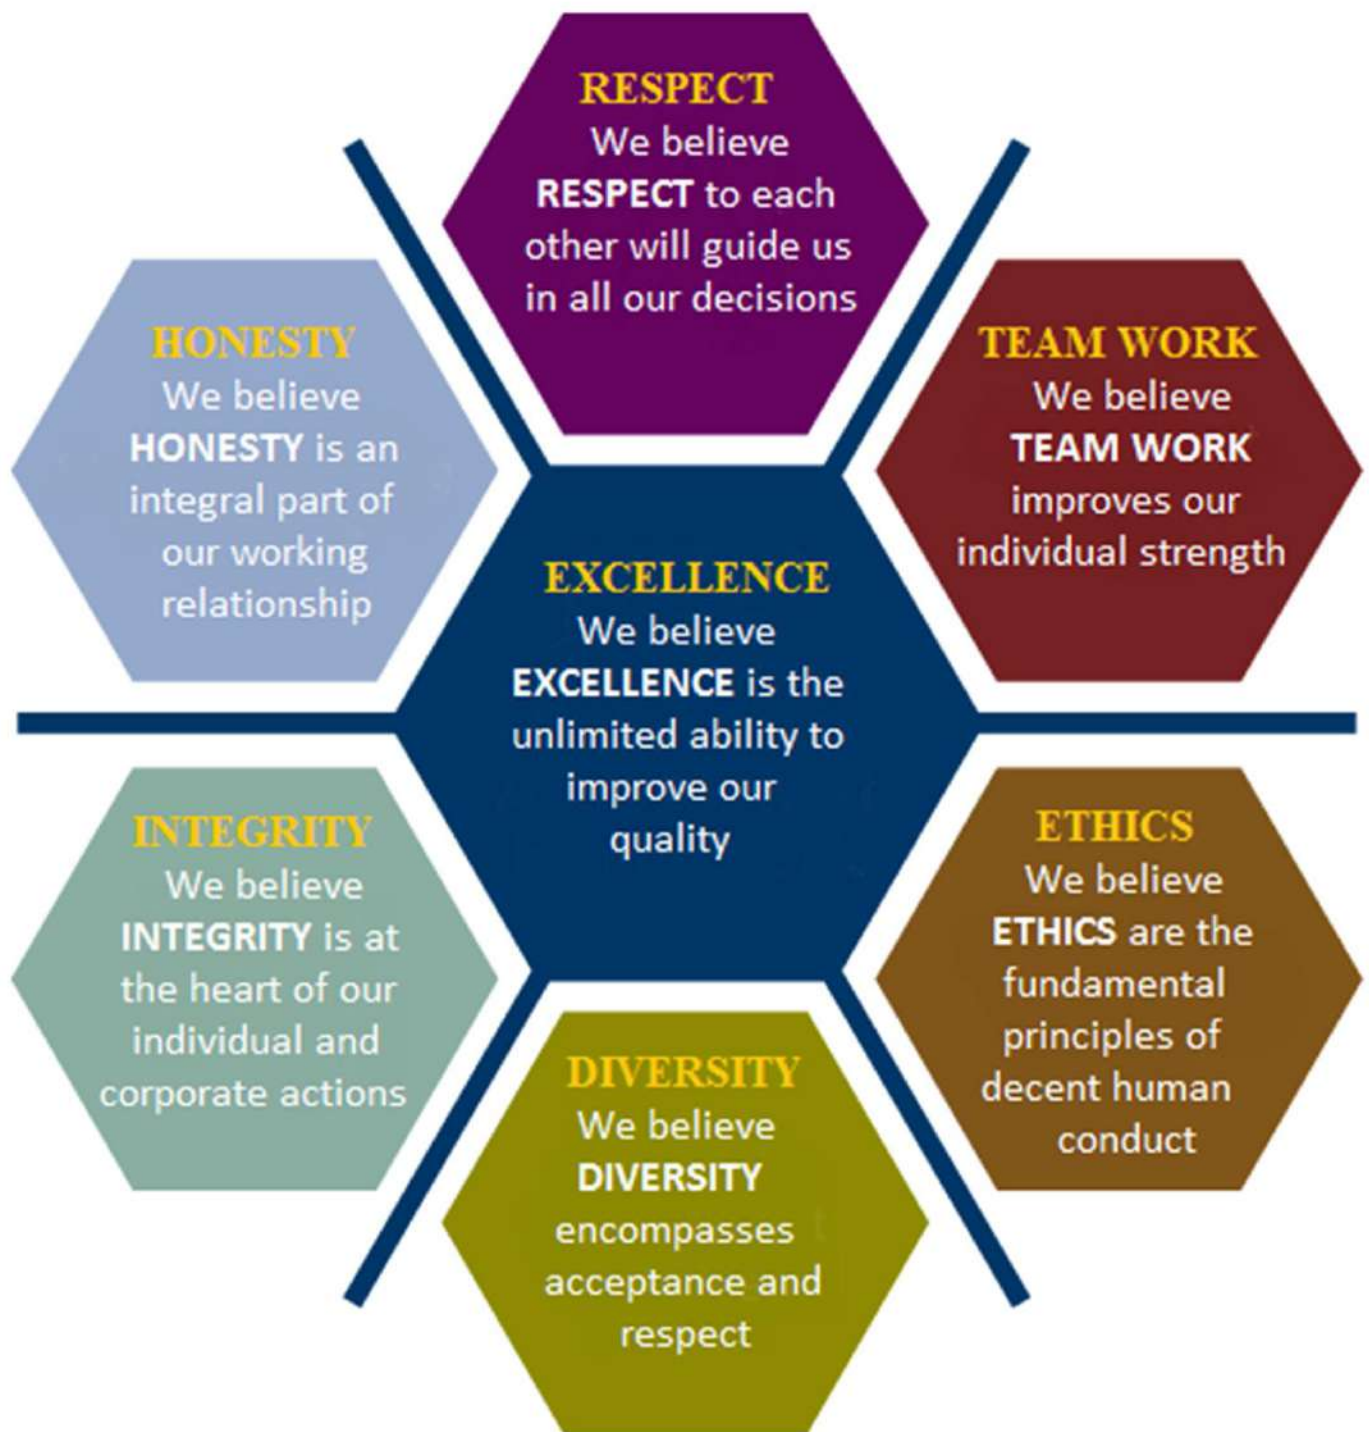 RESPECT
We believe
RESPECT to each
other will guide us
in all our decisions
HONESTY
We believe
HONESTY is an
integral part of
our working
relationship
TEAM WORK
We believe
TEAM WORK
improves our
individual strength
EXCELLENCE
We believe
EXCELLENCE is the
unlimited ability to
improve our
quality
INTEGRITY
We believe
INTEGRITY is at
the heart of our
individual and
corporate actions
ETHICS
We believe
ETHICS are the
fundamental
principles of
decent human
conduct
DIVERSITY
We believe
DIVERSITY
encompasses
acceptance and
respect